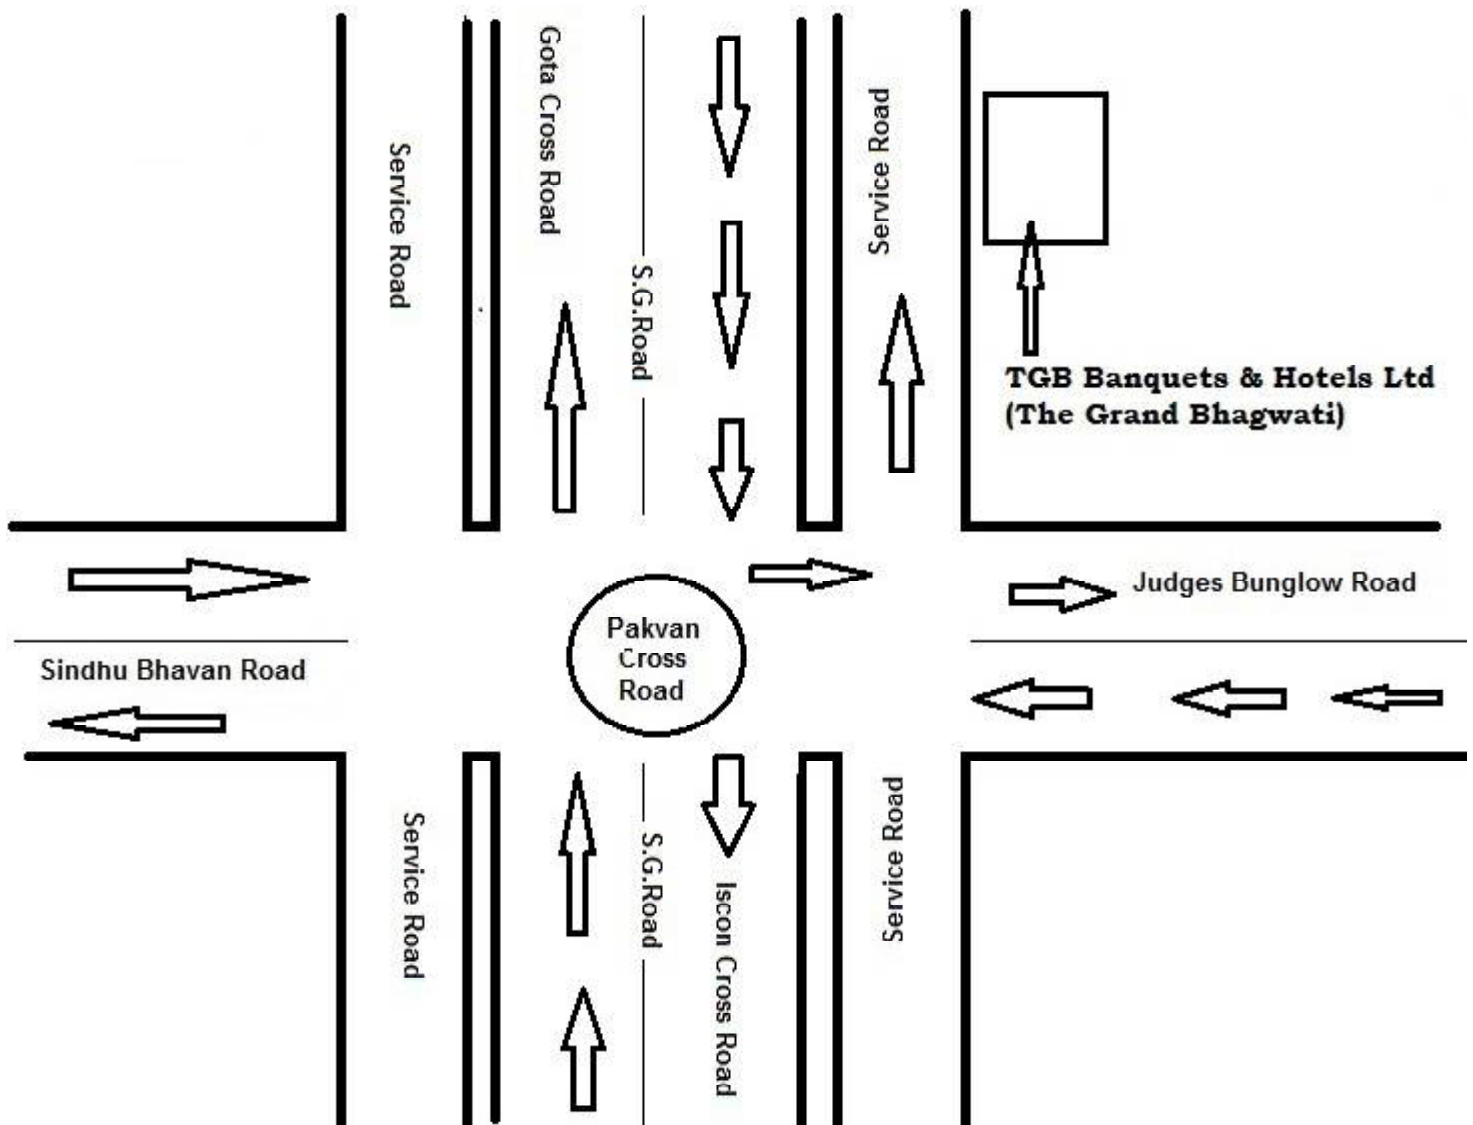 Gota Cross Road
Service Road
Service Road
S.G.Road
TGB Banquets & Hotels Ltd
(The Grand Bhagwati)
Judges Bunglow Road
Pakvan
Cross
Road
Sindhu Bhavan Road
Service Road
S.G.Road
Iscon Cross Road
Service Road